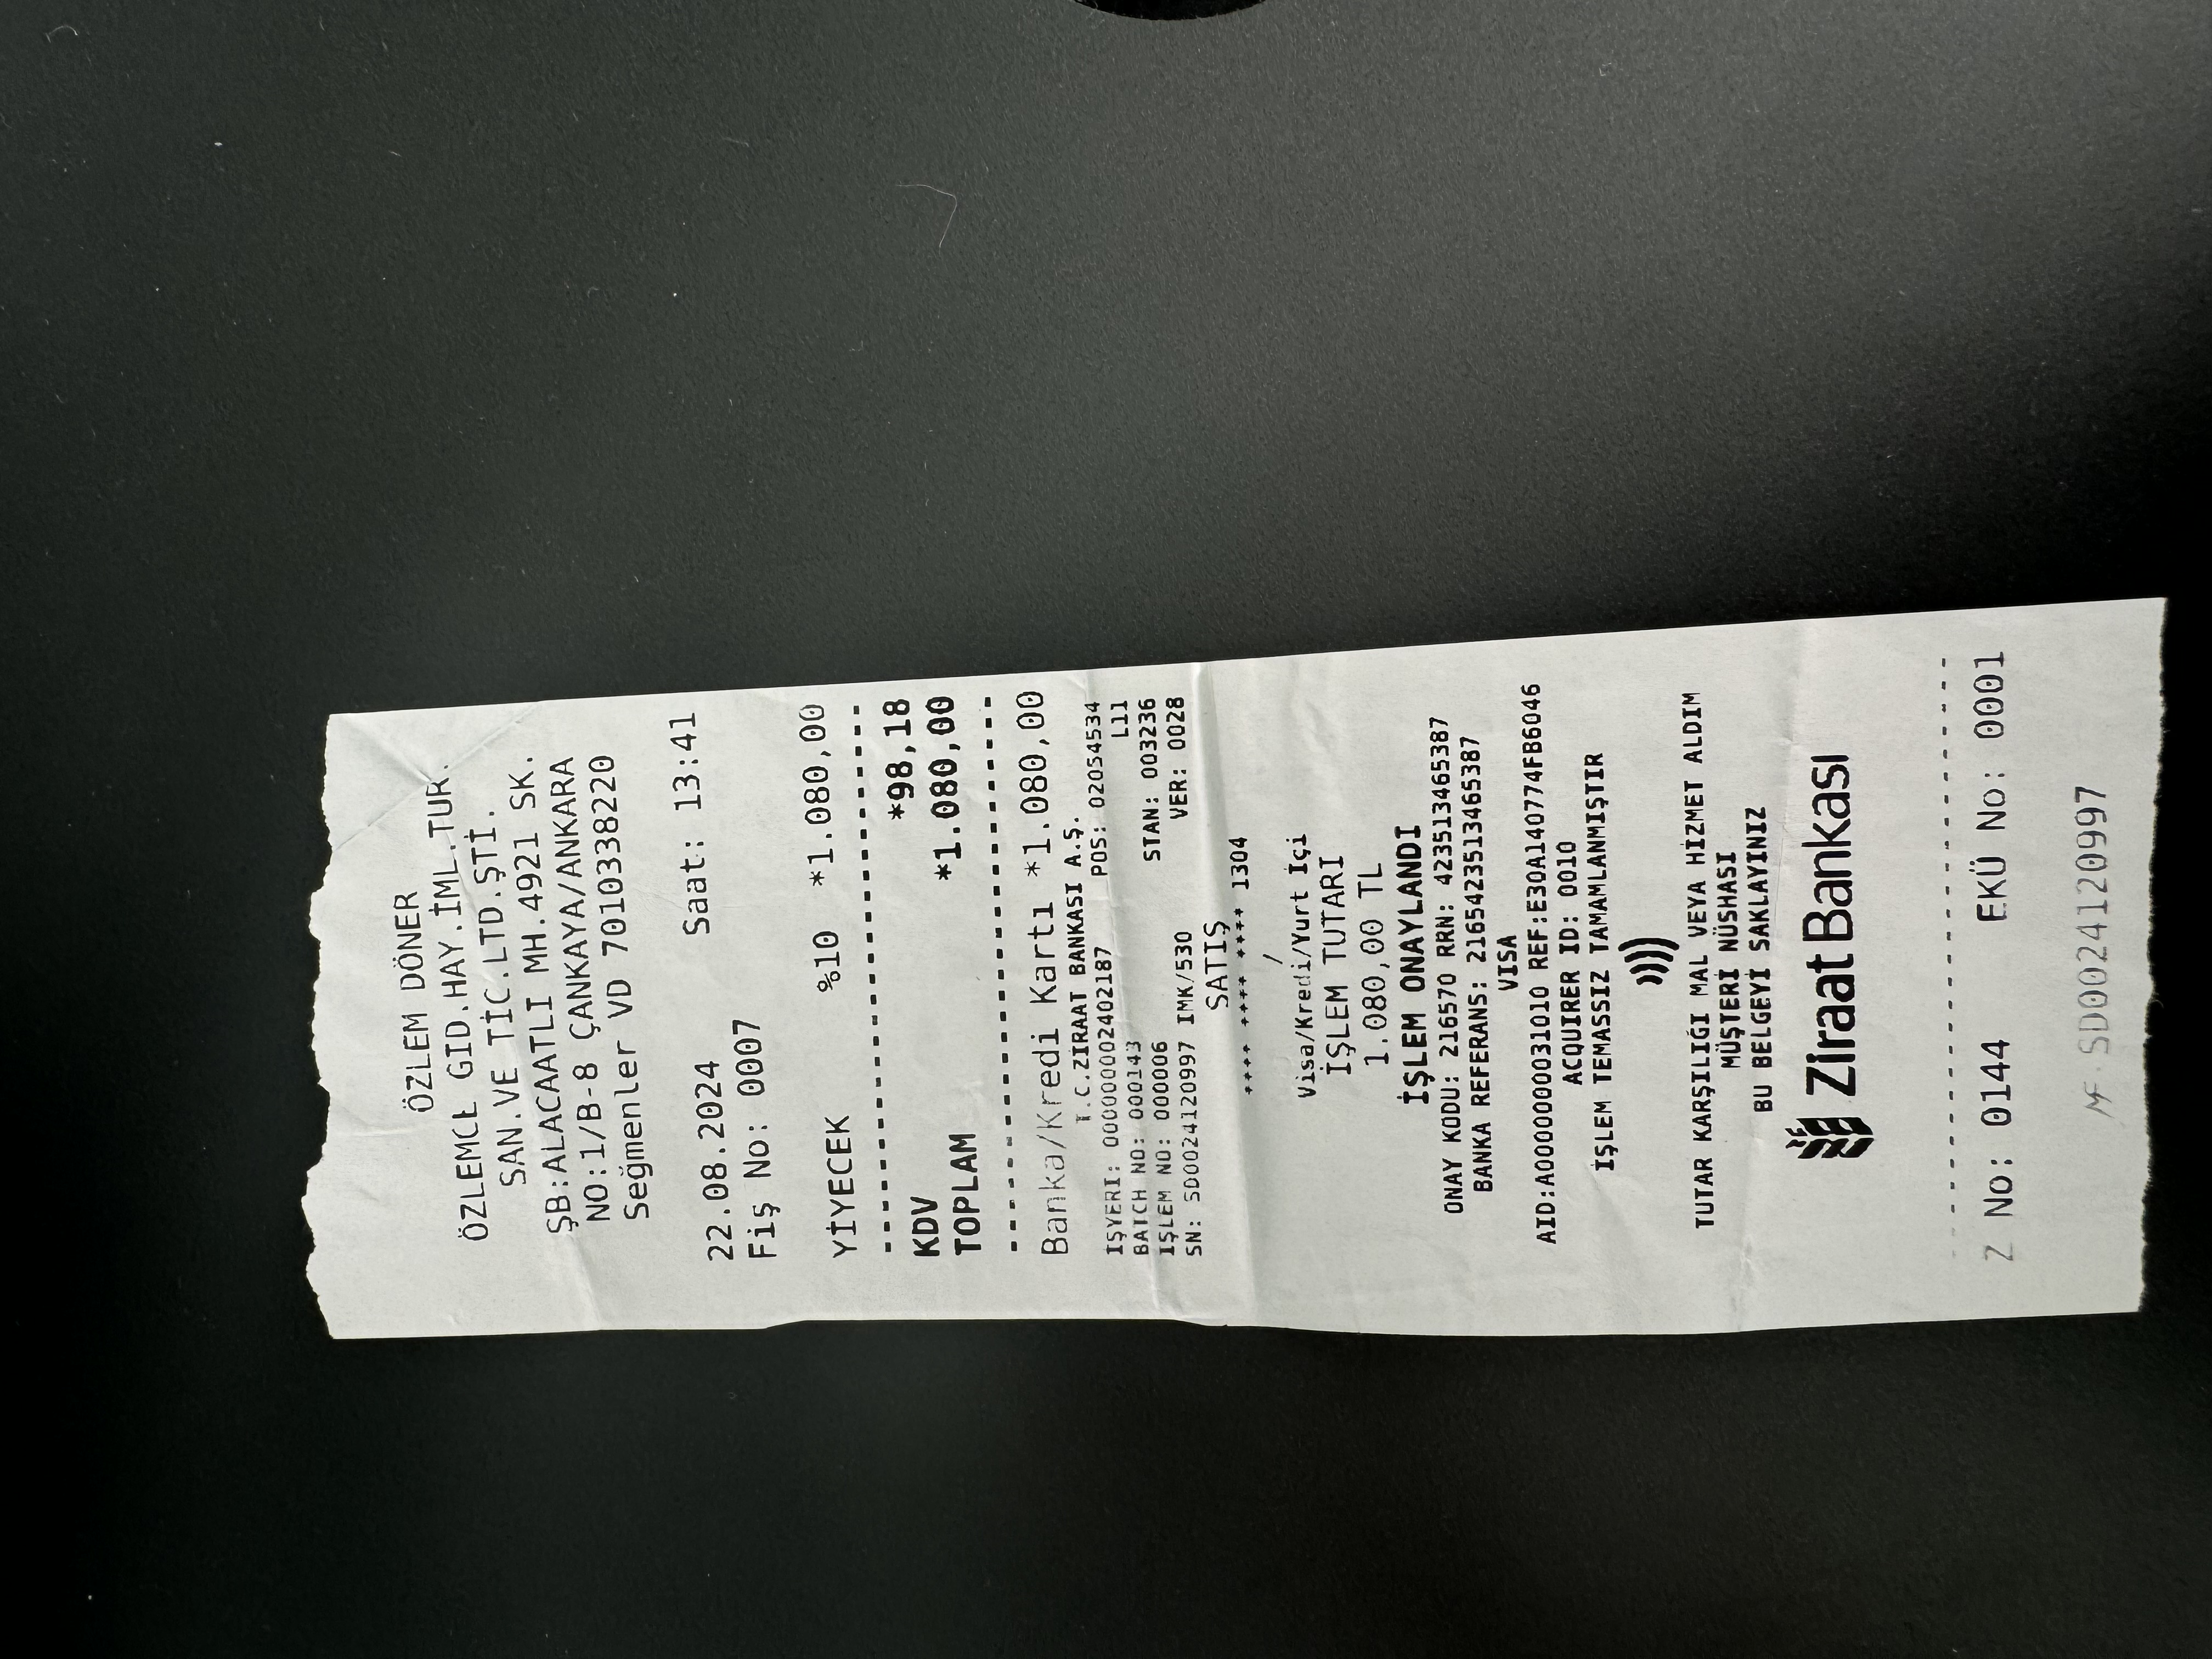 ÖZLEM DÖNER
ÖZLEMCE GID.HAY.İML.TUR.
SAN.VE TİC.LTD.ŞTİ.
ŞB:ALACAATLI MH.4921 SK.
NO:1/B-8 ÇANKAYA/ANKARA
Seğmenler VD 7010338220
22.08.2024 Saat: 13:41
Fiş No: 0007
YİYECEK %10 *1.080,00
KDV *98,18
TOPLAM *1.080,00
Banka/Kredi Kartı *1.080,00
T.C.ZİRAAT BANKASI A.Ş.
İŞYERİ: 000000002402187 POS: 02054534
BATCH NO: 000143 L11
İŞLEM NO: 000006 STAN: 003236
SN: SD0024120997 IMK/530 VER: 0028
SATIŞ
**** **** **** 1304
/
Visa/Kredi/Yurt İçi
İŞLEM TUTARI
1.080,00 TL
İŞLEM ONAYLANDI
ONAY KODU: 216570 RRN: 423513465387
BANKA REFERANS: 2165423513465387
VISA
AID:A0000000031010 REF:E30A140774FB6046
ACQUIRER ID: 0010
İŞLEM TEMASSIZ TAMAMLANMIŞTIR
TUTAR KARŞILIĞI MAL VEYA HİZMET ALDIM
MÜŞTERİ NÜSHASI
BU BELGEYİ SAKLAYINIZ
Ziraat Bankası
Z No: 0144 EKÜ No: 0001
MF SD0024120997